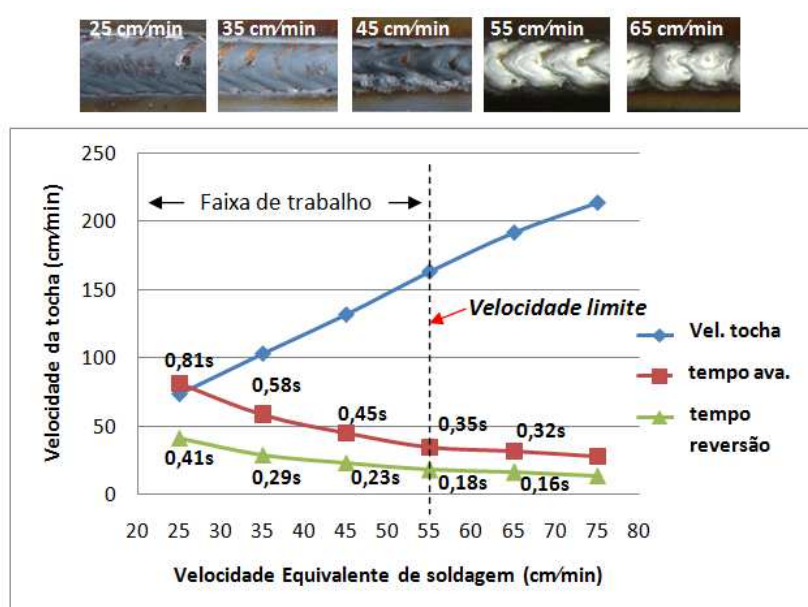 25 cm/min
35 cm/min
45 cm/min
55 cm/min
65 cm/min
250
200
150
100
50
0
Velocidade da tocha (cm/min)
Faixa de trabalho
Velocidade limite
0,81s
0,58s
0,45s
0,35s
0,32s
0,41s
0,29s
0,23s
0,18s
0,16s
Vel. tocha
tempo ava.
tempo
reversão
20 25 30 35 40 45 50 55 60 65 70 75 80
Velocidade Equivalente de soldagem (cm/min)